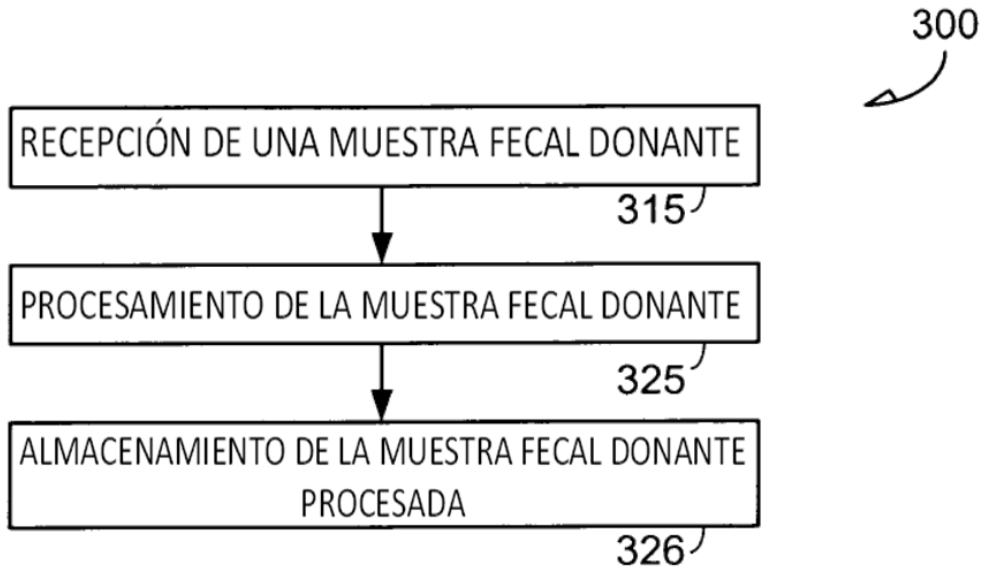 300
RECEPCIÓN DE UNA MUESTRA FECAL DONANTE
315
PROCESAMIENTO DE LA MUESTRA FECAL DONANTE
325
ALMACENAMIENTO DE LA MUESTRA FECAL DONANTE
PROCESADA
326